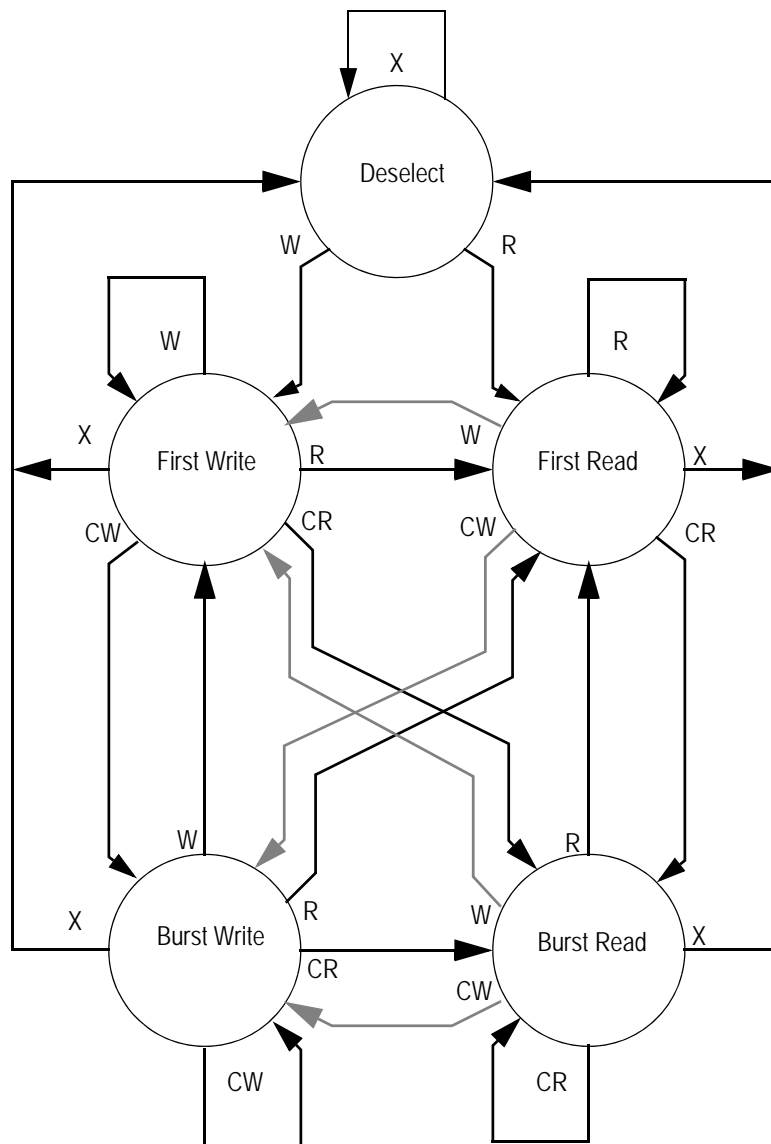 X
Deselect
W
R
W
R
X
W
First Write
R
First Read
X
CW
CR
CW
CR
W
R
X
R
W
Burst Write
Burst Read
X
CR
CW
CW
CR